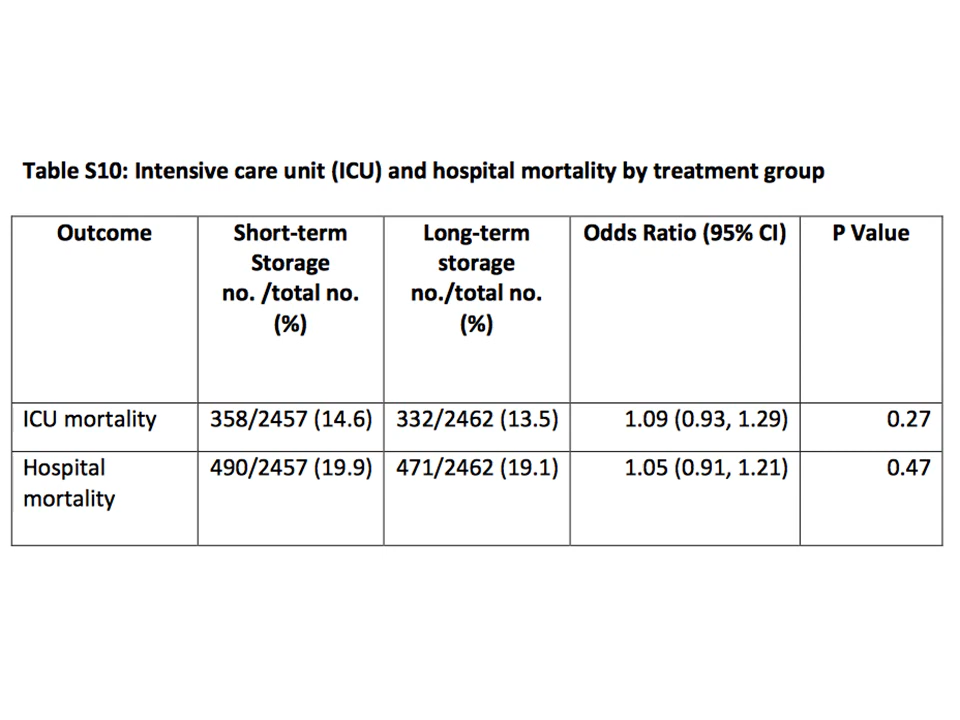 Table S10: Intensive care unit (ICU) and hospital mortality by treatment group
Outcome
Short-term
Storage
no. /total no.
(%)
Long-term
storage
no./total no.
(%)
Odds Ratio (95% CI)
P Value
ICU mortality
358/2457 (14.6)
332/2462 (13.5)
1.09 (0.93, 1.29)
0.27
Hospital
mortality
490/2457 (19.9)
471/2462 (19.1)
1.05 (0.91, 1.21)
0.47